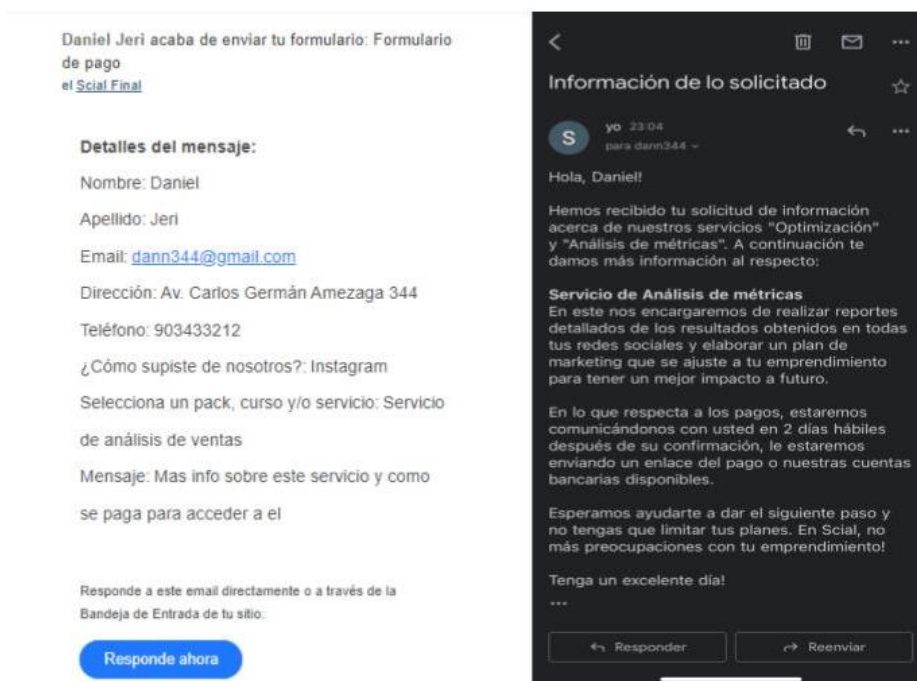 Daniel Jeri acaba de enviar tu formulario: Formulario
de pago
el Scial Final
Detalles del mensaje:
Nombre: Daniel
Apellido: Jeri
Email: dann344@gmail.com
Dirección: Av. Carlos Germán Amezaga 344
Teléfono: 903433212
¿Cómo supiste de nosotros?: Instagram
Selecciona un pack, curso y/o servicio: Servicio
de análisis de ventas
Mensaje: Mas info sobre este servicio y como
se paga para acceder a el
Responde a este email directamente o a través de la
Bandeja de Entrada de tu sitio:
Responde ahora
Información de lo solicitado
S
yo 23:04
para dann344
Hola, Daniel!
Hemos recibido tu solicitud de información
acerca de nuestros servicios "Optimización"
y "Análisis de métricas". A continuación te
damos más información al respecto:
Servicio de Análisis de métricas
En este nos encargaremos de realizar reportes
detallados de los resultados obtenidos en todas
tus redes sociales y elaborar un plan de
marketing que se ajuste a tu emprendimiento
para tener un mejor impacto a futuro.
En lo que respecta a los pagos, estaremos
comunicándonos con usted en 2 días hábiles
después de su confirmación, le estaremos
enviando un enlace del pago o nuestras cuentas
bancarias disponibles.
Esperamos ayudarte a dar el siguiente paso y
no tengas que limitar tus planes. En Scial, no
más preocupaciones con tu emprendimiento!
Tenga un excelente día!
Responder
Reenviar